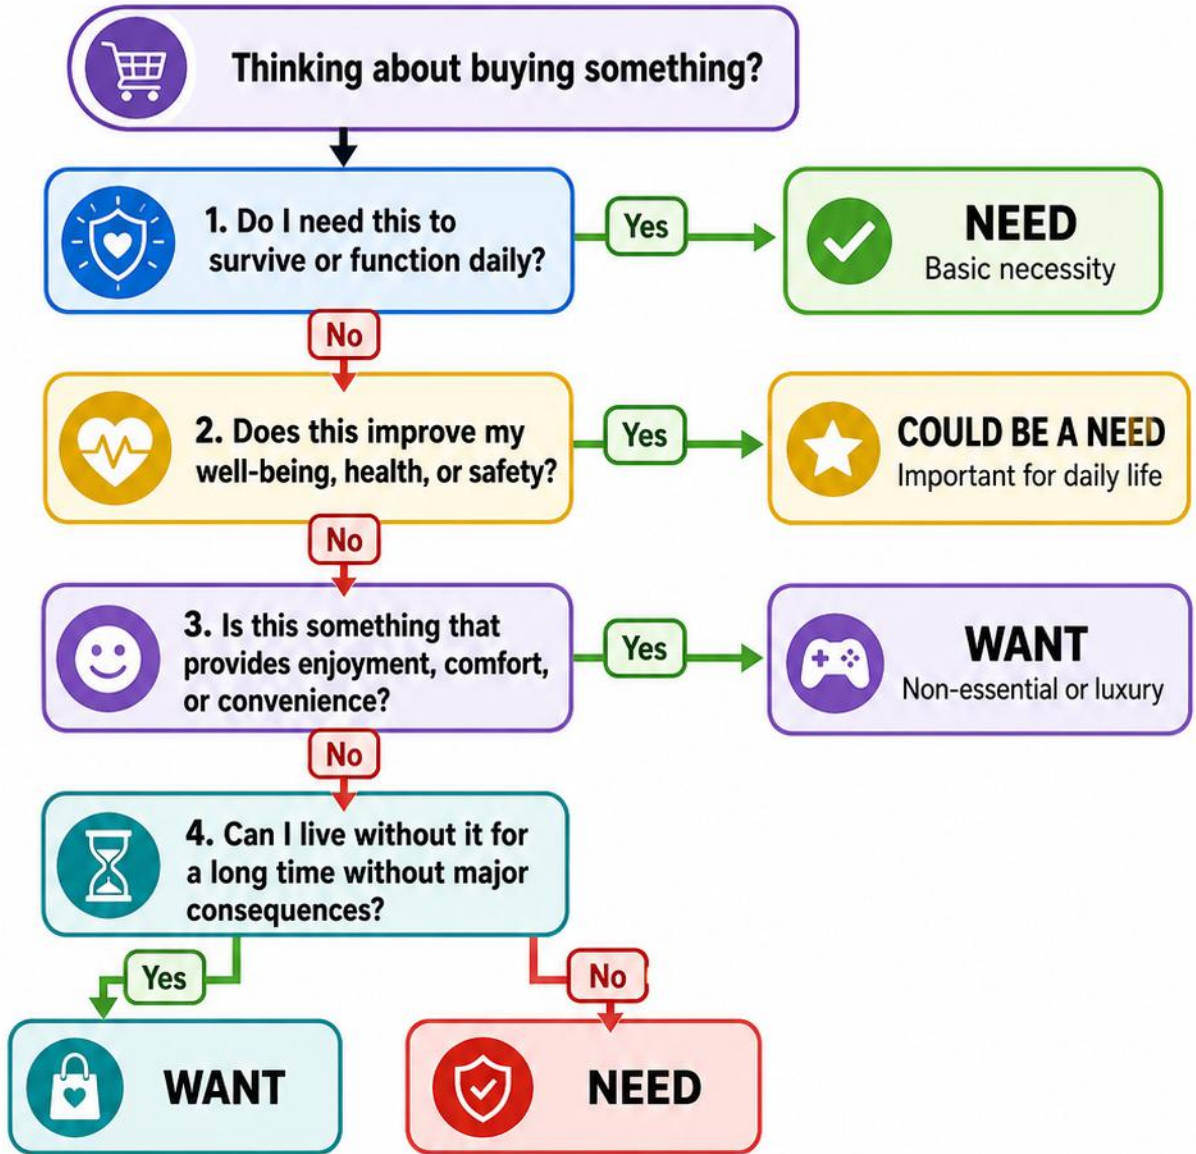 Thinking about buying something?
1. Do I need this to
survive or function daily?
Yes
NEED
Basic necessity
No
2. Does this improve my
well-being, health, or safety?
Yes
COULD BE A NEED
Important for daily life
No
3. Is this something that
provides enjoyment, comfort,
or convenience?
Yes
WANT
Non-essential or luxury
No
4. Can I live without it for
a long time without major
consequences?
Yes
No
WANT
NEED